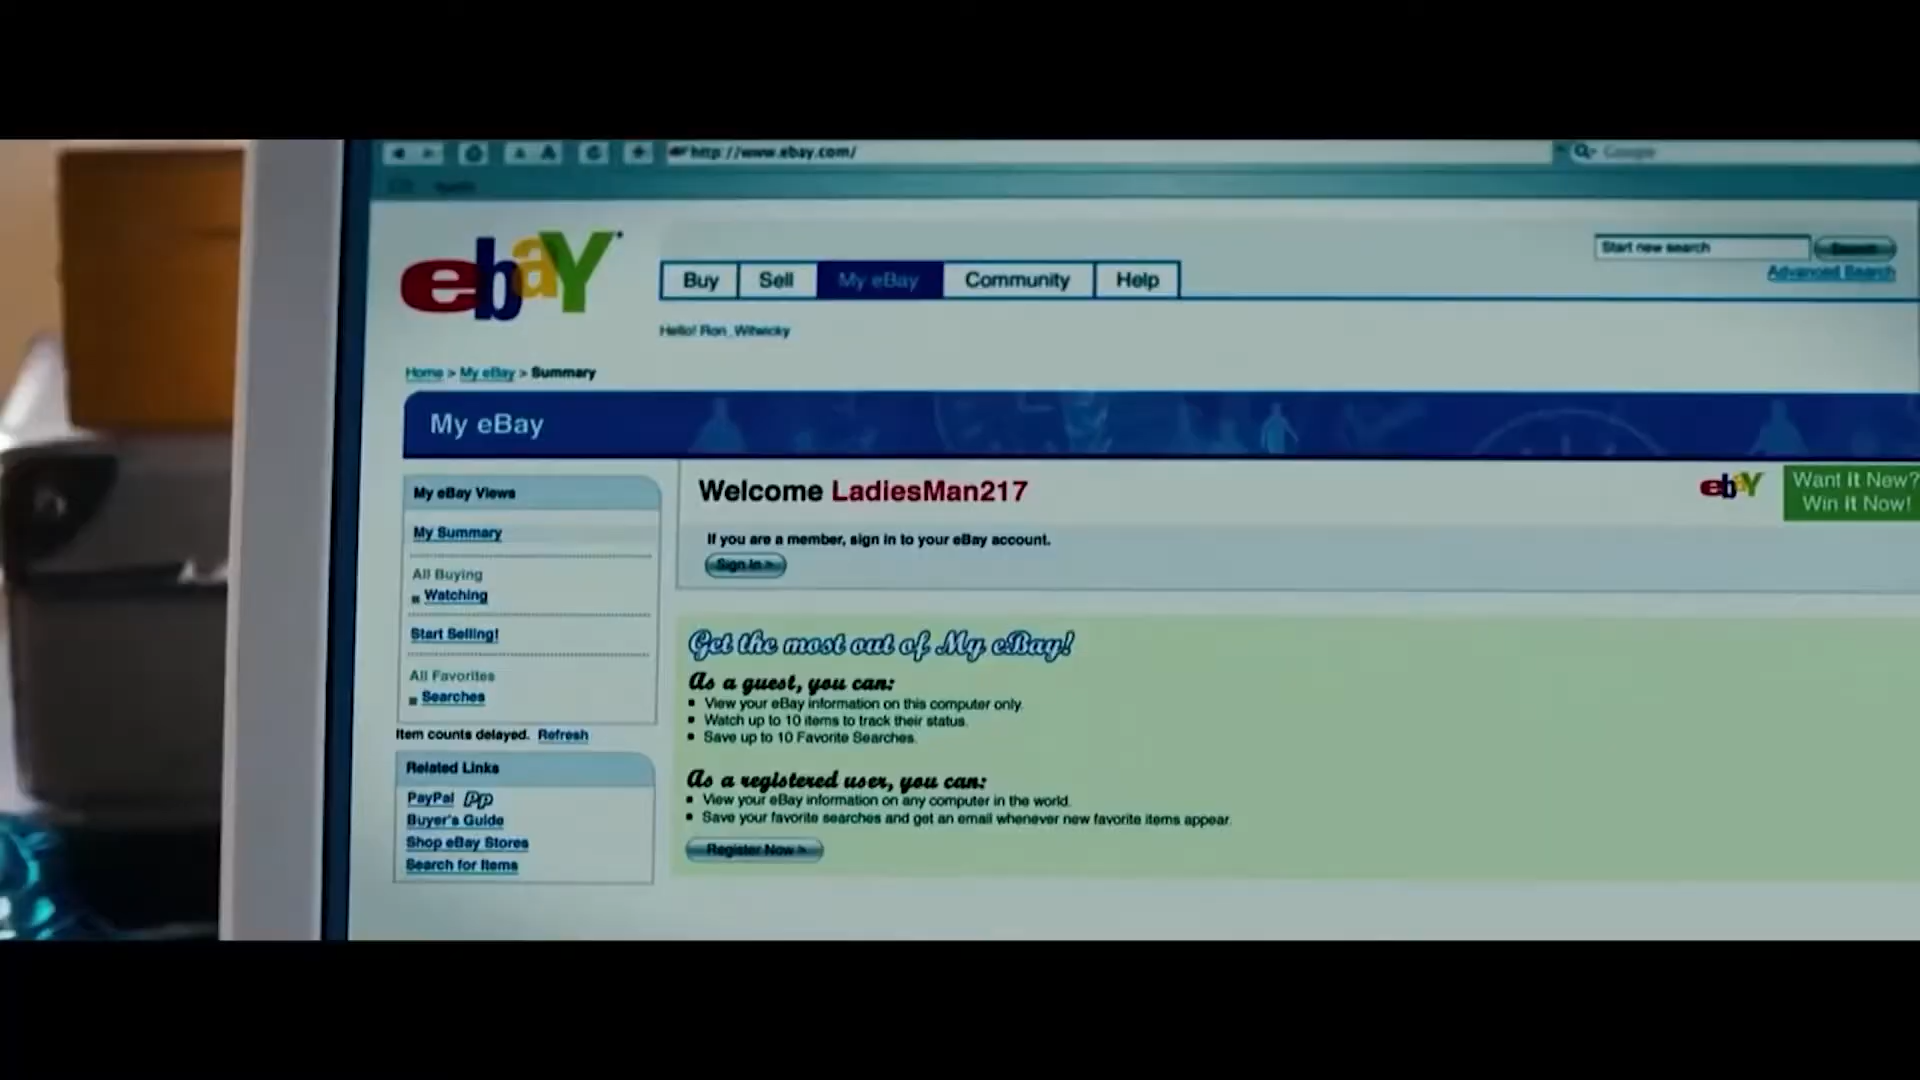 http://www.ebay.com/
Google
ebaY
Start new search
Advanced Search
Buy Sell My eBay Community Help
Hello! Ron_Witwicky
Home > My eBay > Summary
My eBay
My eBay Views
My Summary
All Buying
Watching
Start Selling!
All Favorites
Searches
Item counts delayed. Refresh
Related Links
PayPal PP
Buyer's Guide
Shop eBay Stores
Search for Items
Welcome LadiesMan217
ebaY
Want It New?
Win It Now!
If you are a member, sign in to your eBay account.
Sign In >
Get the most out of My eBay!
As a guest, you can:
View your eBay information on this computer only.
Watch up to 10 items to track their status.
Save up to 10 Favorite Searches.
As a registered user, you can:
View your eBay information on any computer in the world.
Save your favorite searches and get an email whenever new favorite items appear.
Register Now >